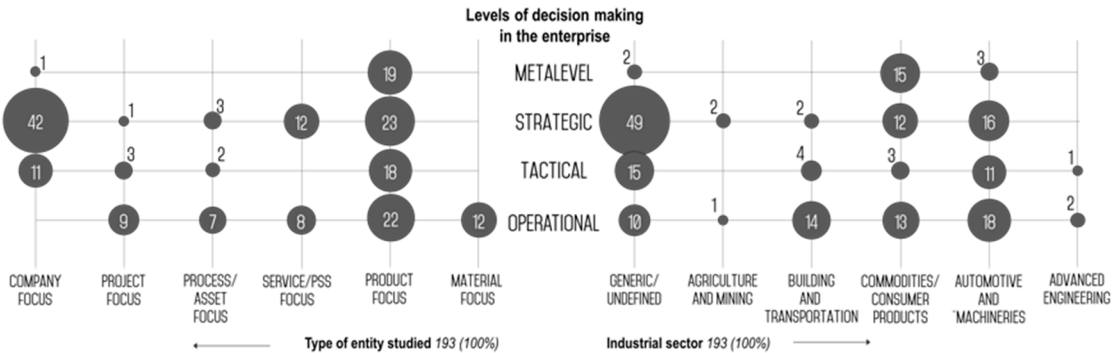 Levels of decision making
in the enterprise
1 19 METALEVEL 2 15 3
42 1 3 12 23 STRATEGIC 49 2 2 12 16
11 3 2 18 TACTICAL 15 4 3 11 1
9 7 8 22 12 OPERATIONAL 10 1 14 13 18 2
COMPANY
FOCUS
PROJECT
FOCUS
PROCESS/
ASSET
FOCUS
SERVICE/PSS
FOCUS
PRODUCT
FOCUS
MATERIAL
FOCUS
GENERIC/
UNDEFINED
AGRICULTURE
AND MINING
BUILDING
AND
TRANSPORTATION
COMMODITIES/
CONSUMER
PRODUCTS
AUTOMOTIVE
AND
MACHINERIES
ADVANCED
ENGINEERING
Type of entity studied 193 (100%)
Industrial sector 193 (100%)